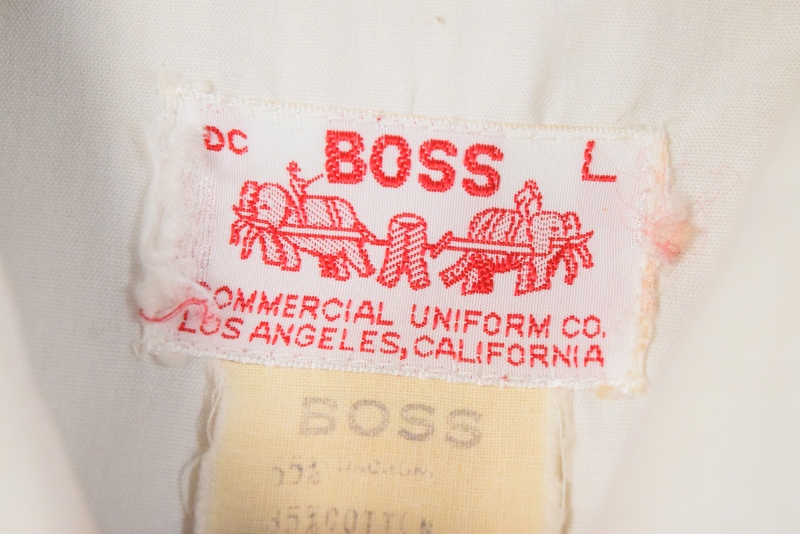 DC BOSS L
COMMERCIAL UNIFORM CO.
LOS ANGELES, CALIFORNIA
BOSS
35% COTTON